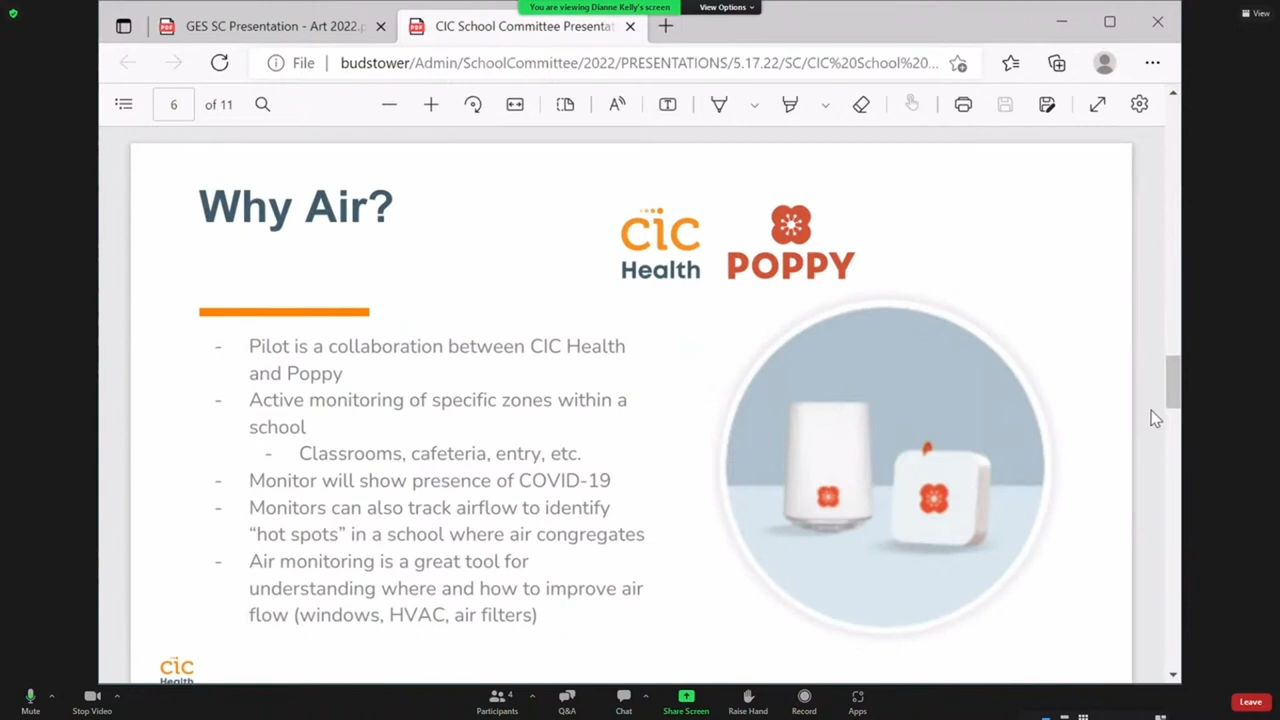 You are viewing Dianne Kelly's screen
View Options
View
GES SC Presentation - Art 2022.p
CIC School Committee Presentat
File
budstower/Admin/SchoolCommittee/2022/PRESENTATIONS/5.17.22/SC/CIC%20School%20...
6 of 11
Why Air?
cic
Health
POPPY
- Pilot is a collaboration between CIC Health
and Poppy
- Active monitoring of specific zones within a
school
- Classrooms, cafeteria, entry, etc.
- Monitor will show presence of COVID-19
- Monitors can also track airflow to identify
“hot spots” in a school where air congregates
- Air monitoring is a great tool for
understanding where and how to improve air
flow (windows, HVAC, air filters)
cic
Health
Mute
Stop Video
Participants
4
Q&A
Chat
Share Screen
Raise Hand
Record
Apps
Leave